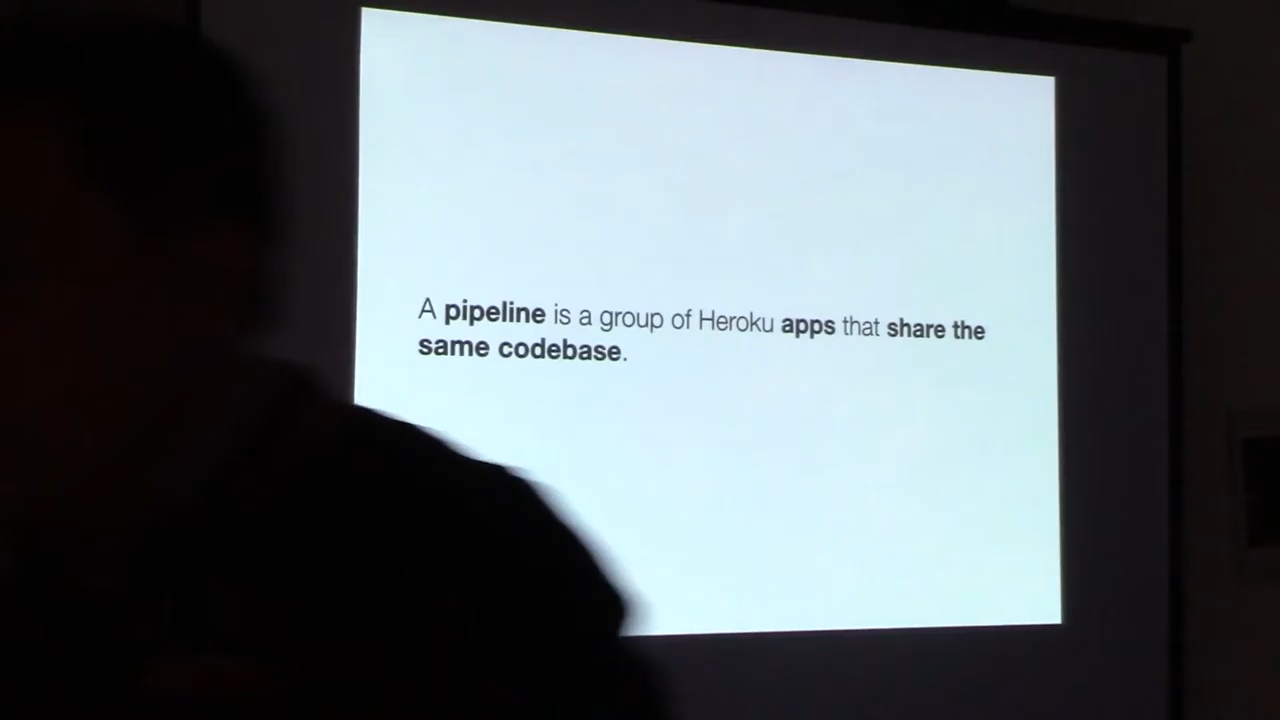 A pipeline is a group of Heroku apps that share the
same codebase.